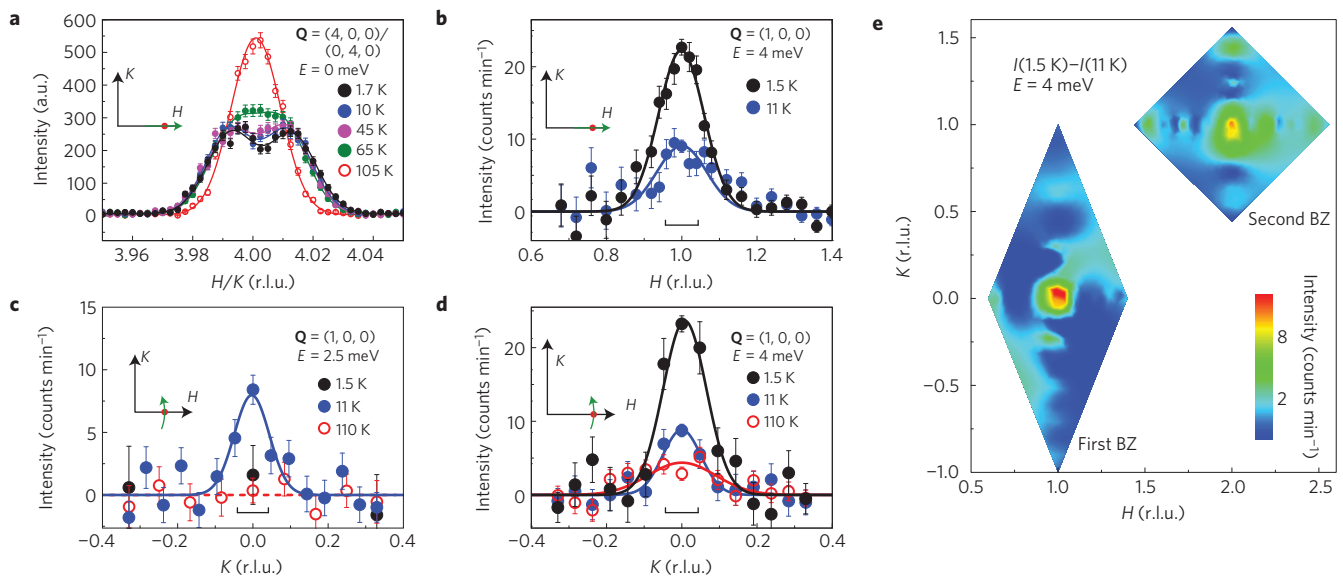 a
Q = (4, 0, 0)/
(0, 4, 0)
E = 0 meV
1.7 K
10 K
45 K
65 K
105 K
K
H
Intensity (a.u.)
600
500
400
300
200
100
0
3.96
3.98
4.00
4.02
4.04
H/K (r.l.u.)
b
Q = (1, 0, 0)
E = 4 meV
1.5 K
11 K
K
H
Intensity (counts min⁻¹)
20
10
0
0.6
0.8
1.0
1.2
1.4
H (r.l.u.)
c
Q = (1, 0, 0)
E = 2.5 meV
1.5 K
11 K
110 K
K
H
Intensity (counts min⁻¹)
15
10
5
0
−0.4
−0.2
0.0
0.2
0.4
K (r.l.u.)
d
Q = (1, 0, 0)
E = 4 meV
1.5 K
11 K
110 K
K
H
Intensity (counts min⁻¹)
20
10
0
−0.4
−0.2
0.0
0.2
0.4
K (r.l.u.)
e
I(1.5 K)−I(11 K)
E = 4 meV
Second BZ
First BZ
K (r.l.u.)
1.5
1.0
0.5
0.0
−0.5
−1.0
0.5
1.0
1.5
2.0
2.5
H (r.l.u.)
8
2
Intensity (counts min⁻¹)